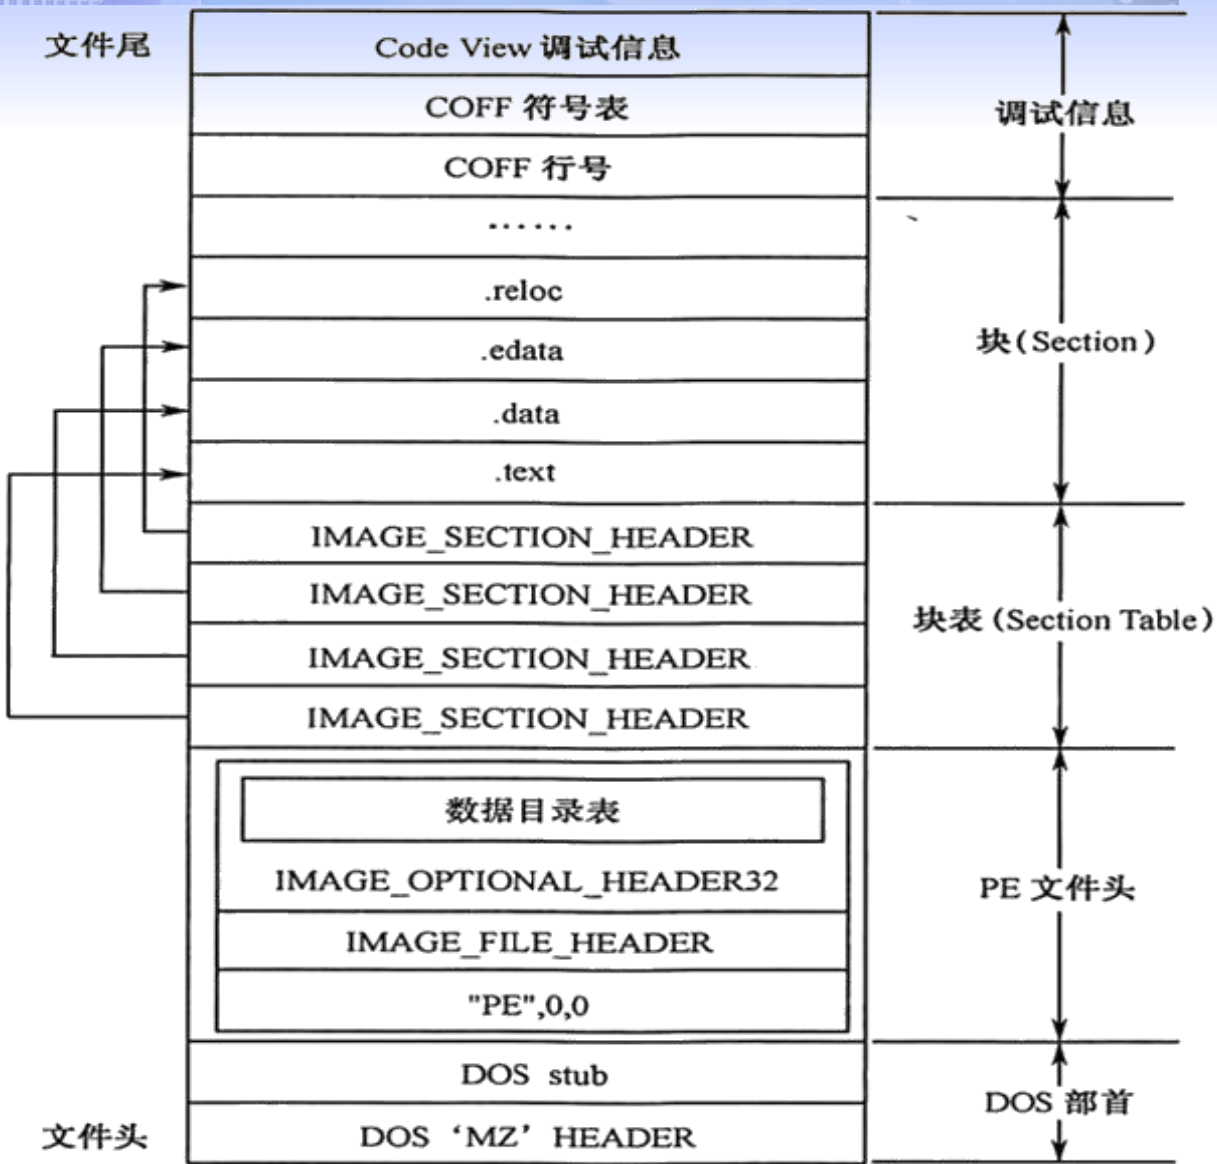 文件尾
Code View 调试信息
COFF 符号表
调试信息
COFF 行号
......
.reloc
.edata
块(Section)
.data
.text
IMAGE_SECTION_HEADER
IMAGE_SECTION_HEADER
块表 (Section Table)
IMAGE_SECTION_HEADER
IMAGE_SECTION_HEADER
数据目录表
IMAGE_OPTIONAL_HEADER32
PE 文件头
IMAGE_FILE_HEADER
"PE",0,0
DOS stub
DOS 部首
文件头
DOS ‘MZ’ HEADER